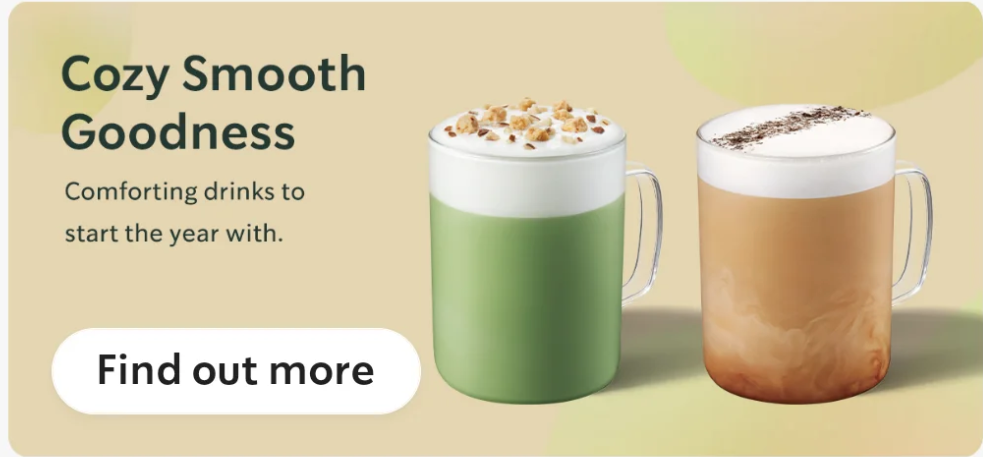 Cozy Smooth
Goodness
Comforting drinks to
start the year with.
Find out more